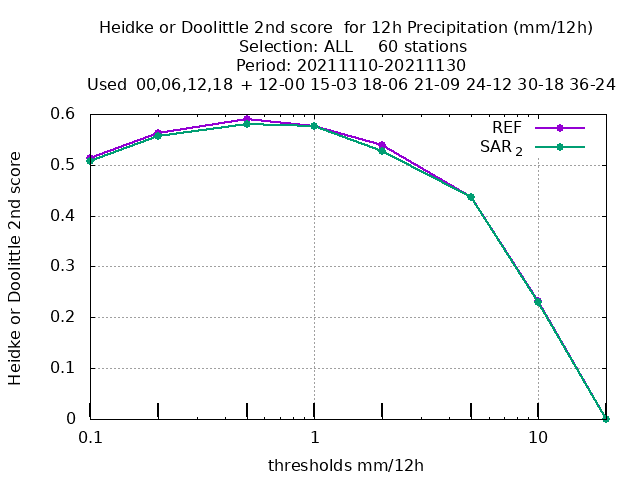 Heidke or Doolittle 2nd score  for 12h Precipitation (mm/12h)
Selection: ALL     60 stations
Period: 20211110-20211130
Used  00,06,12,18  + 12-00 15-03 18-06 21-09 24-12 30-18 36-24
REF
SAR 2
0.6
0.5
0.4
0.3
0.2
0.1
0
Heidke or Doolittle 2nd score
0.1
1
10
thresholds mm/12h